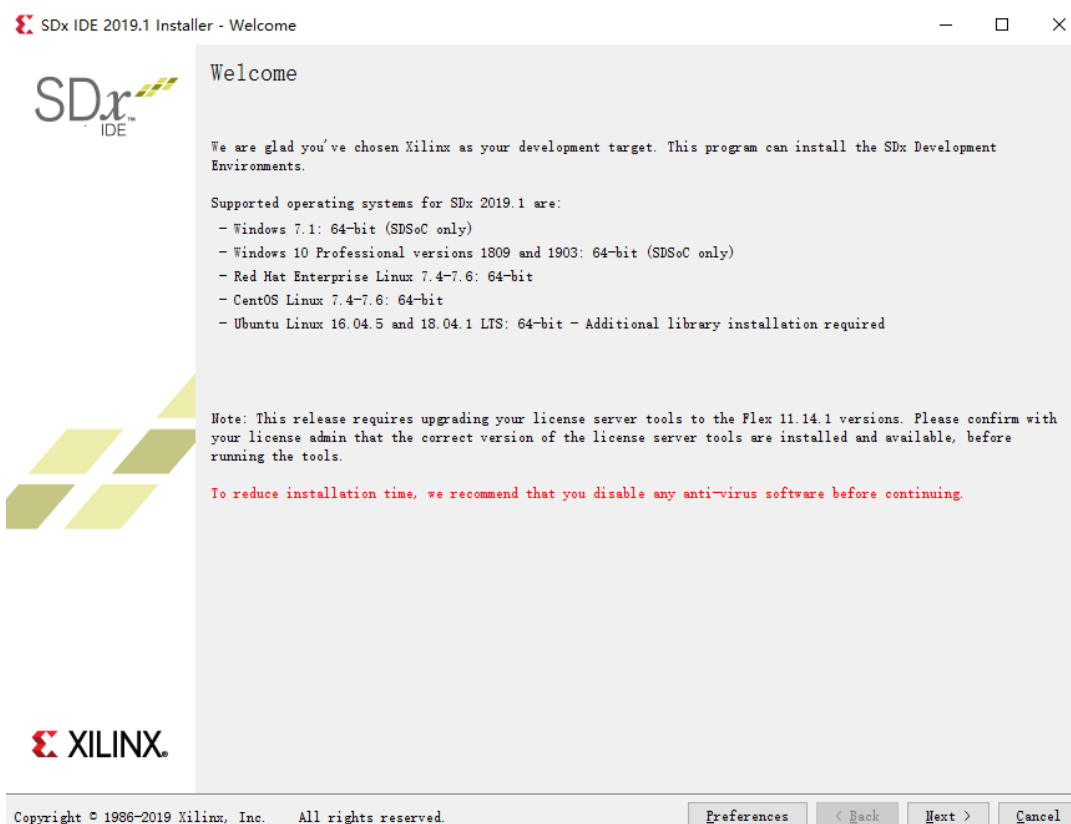 SDx IDE 2019.1 Installer - Welcome
SDx™
IDE
Welcome
We are glad you've chosen Xilinx as your development target. This program can install the SDx Development
Environments.
Supported operating systems for SDx 2019.1 are:
- Windows 7.1: 64-bit (SDSoC only)
- Windows 10 Professional versions 1809 and 1903: 64-bit (SDSoC only)
- Red Hat Enterprise Linux 7.4-7.6: 64-bit
- CentOS Linux 7.4-7.6: 64-bit
- Ubuntu Linux 16.04.5 and 18.04.1 LTS: 64-bit - Additional library installation required
Note: This release requires upgrading your license server tools to the Flex 11.14.1 versions. Please confirm with
your license admin that the correct version of the license server tools are installed and available, before
running the tools.
To reduce installation time, we recommend that you disable any anti-virus software before continuing.
XILINX®
Copyright © 1986-2019 Xilinx, Inc. All rights reserved.
Preferences < Back Next > Cancel